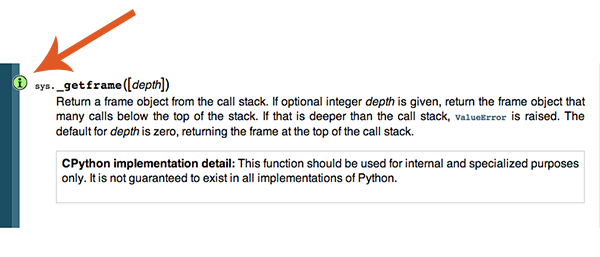 i
sys._getframe([depth])
Return a frame object from the call stack. If optional integer depth is given, return the frame object that
many calls below the top of the stack. If that is deeper than the call stack, ValueError is raised. The
default for depth is zero, returning the frame at the top of the call stack.
CPython implementation detail: This function should be used for internal and specialized purposes
only. It is not guaranteed to exist in all implementations of Python.